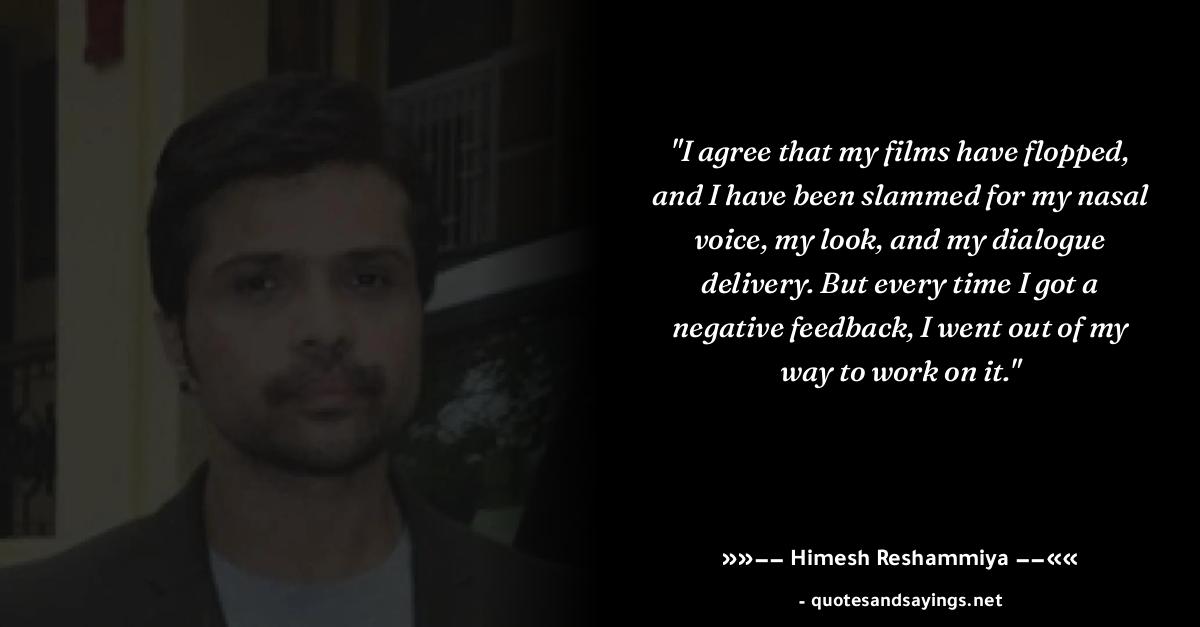 "I agree that my films have flopped,
and I have been slammed for my nasal
voice, my look, and my dialogue
delivery. But every time I got a
negative feedback, I went out of my
way to work on it."
»»−− Himesh Reshammiya −−««
- quotesandsayings.net